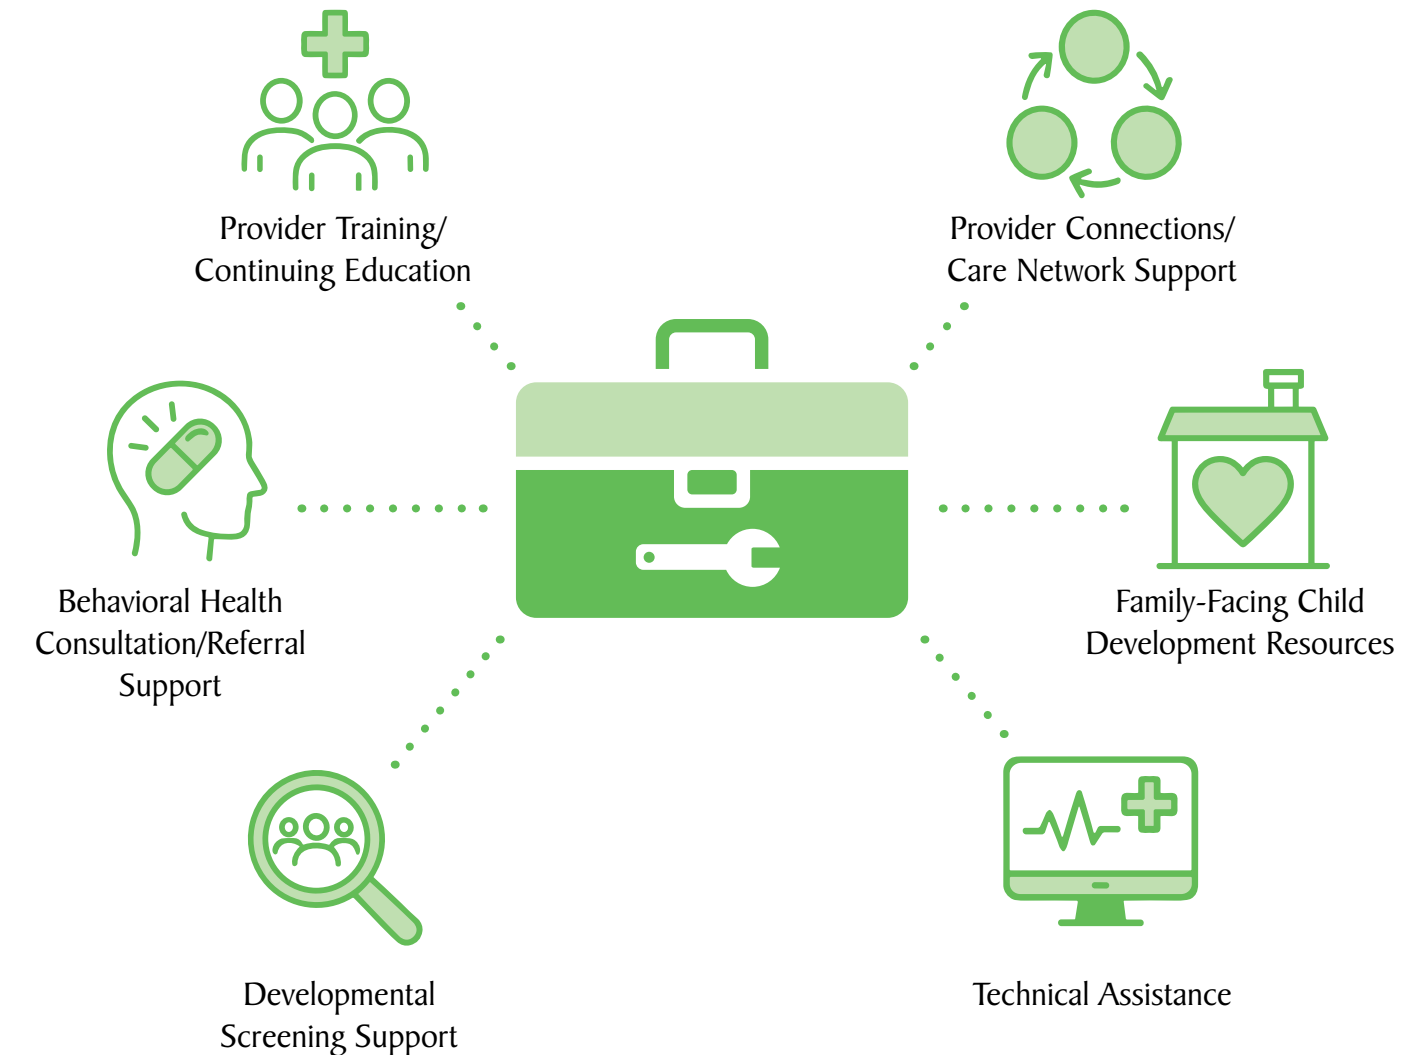 Provider Training/
Continuing Education
Provider Connections/
Care Network Support
Behavioral Health
Consultation/Referral
Support
Family-Facing Child
Development Resources
Developmental
Screening Support
Technical Assistance